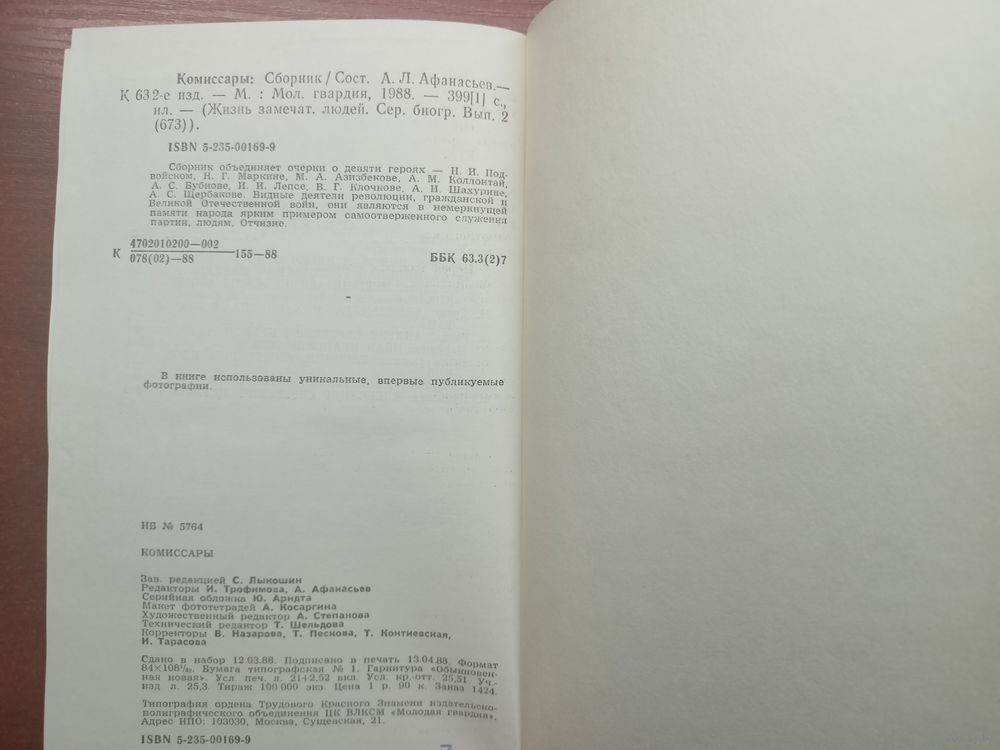 Комиссары: Сборник / Сост. А. Л. Афанасьев.—
К 63 2-е изд. — М. : Мол. гвардия, 1988. — 399[1] с.,
ил. — (Жизнь замечат. людей. Сер. биогр. Вып. 2
(673)).
ISBN 5-235-00169-9
Сборник объединяет очерки о девяти героях — Н. И. Под-
войском, Н. Г. Маркине, М. А. Азизбекове, А. М. Коллонтай,
А. С. Бубнове, И. И. Лепсе, В. Г. Клочкове, А. И. Шахурине,
А. С. Щербакове. Видные деятели революции, гражданской и
Великой Отечественной войн, они являются в немеркнущей
памяти народа ярким примером самоотверженного служения
партии, людям, Отчизне.
К 4702010200—002
078(02)—88 155—88
ББК 63.3(2)7
В книге использованы уникальные, впервые публикуемые
фотографии.
ИБ № 5764
КОМИССАРЫ
Зав. редакцией С. Лыкошин
Редакторы И. Трофимова, А. Афанасьев
Серийная обложка Ю. Арндта
Макет фототетрадей А. Косаргина
Художественный редактор А. Степанова
Технический редактор Т. Шельдова
Корректоры В. Назарова, Т. Пескова, Т. Контиевская,
И. Тарасова
Сдано в набор 12.03.88. Подписано в печать 13.04.88. Формат
84×108¹/₃₂. Бумага типографская № 1. Гарнитура «Обыкновен-
ная новая». Усл. печ. л. 21+2,52 вкл. Усл. кр.-отт. 25,51. Уч.-
изд. л. 25,3. Тираж 100 000 экз. Цена 1 р. 90 к. Заказ 1424.
Типография ордена Трудового Красного Знамени издательско-
полиграфического объединения ЦК ВЛКСМ «Молодая гвардия».
Адрес ИПО: 103030, Москва, Сущевская, 21.
ISBN 5-235-00169-9